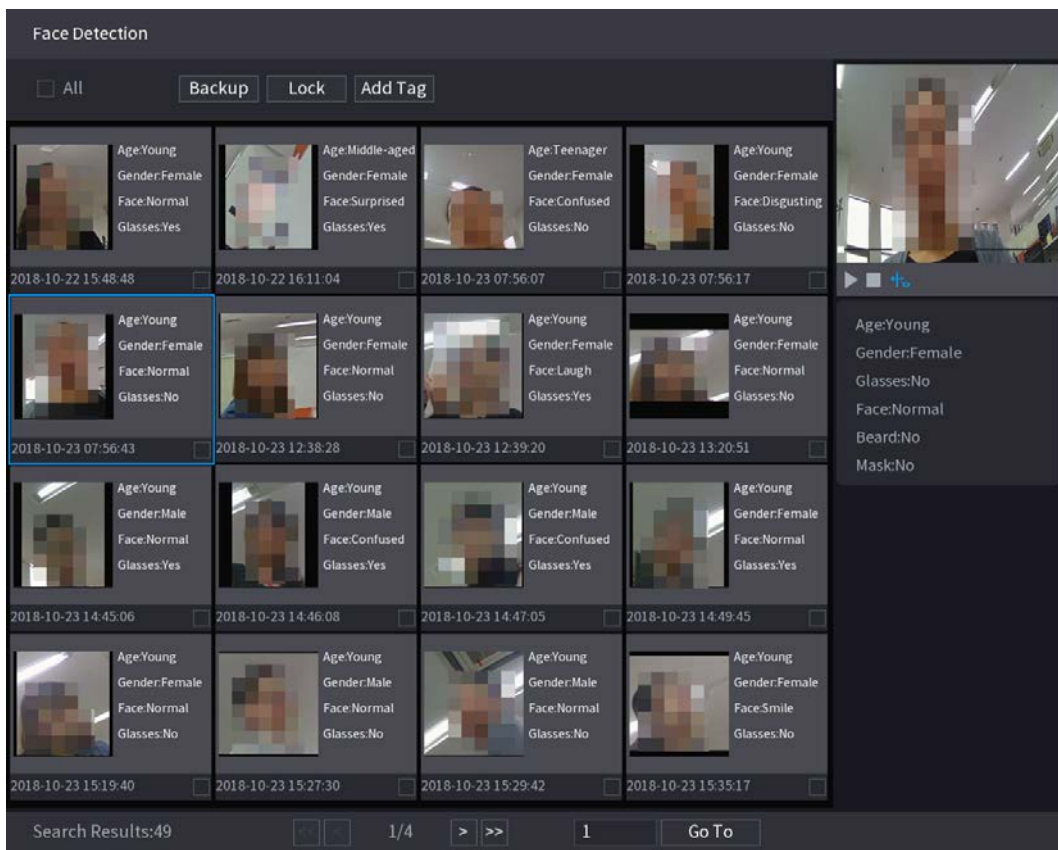 Face Detection
All
Backup
Lock
Add Tag
Age:Young
Gender:Female
Face:Normal
Glasses:Yes
2018-10-22 15:48:48
Age:Middle-aged
Gender:Female
Face:Surprised
Glasses:Yes
2018-10-22 16:11:04
Age:Teenager
Gender:Female
Face:Confused
Glasses:No
2018-10-23 07:56:07
Age:Young
Gender:Female
Face:Disgusting
Glasses:No
2018-10-23 07:56:17
Age:Young
Gender:Female
Face:Normal
Glasses:No
2018-10-23 07:56:43
Age:Young
Gender:Female
Face:Normal
Glasses:No
2018-10-23 12:38:28
Age:Young
Gender:Female
Face:Laugh
Glasses:Yes
2018-10-23 12:39:20
Age:Young
Gender:Female
Face:Normal
Glasses:No
2018-10-23 13:20:51
Age:Young
Gender:Male
Face:Normal
Glasses:Yes
2018-10-23 14:45:06
Age:Young
Gender:Male
Face:Confused
Glasses:Yes
2018-10-23 14:46:08
Age:Young
Gender:Male
Face:Confused
Glasses:Yes
2018-10-23 14:47:05
Age:Young
Gender:Female
Face:Normal
Glasses:Yes
2018-10-23 14:49:45
Age:Young
Gender:Female
Face:Normal
Glasses:No
2018-10-23 15:19:40
Age:Young
Gender:Male
Face:Normal
Glasses:No
2018-10-23 15:27:30
Age:Young
Gender:Male
Face:Normal
Glasses:No
2018-10-23 15:29:42
Age:Young
Gender:Female
Face:Smile
Glasses:No
2018-10-23 15:35:17
Age:Young
Gender:Female
Glasses:No
Face:Normal
Beard:No
Mask:No
Search Results:49
<< < 1/4 > >>
1
Go To